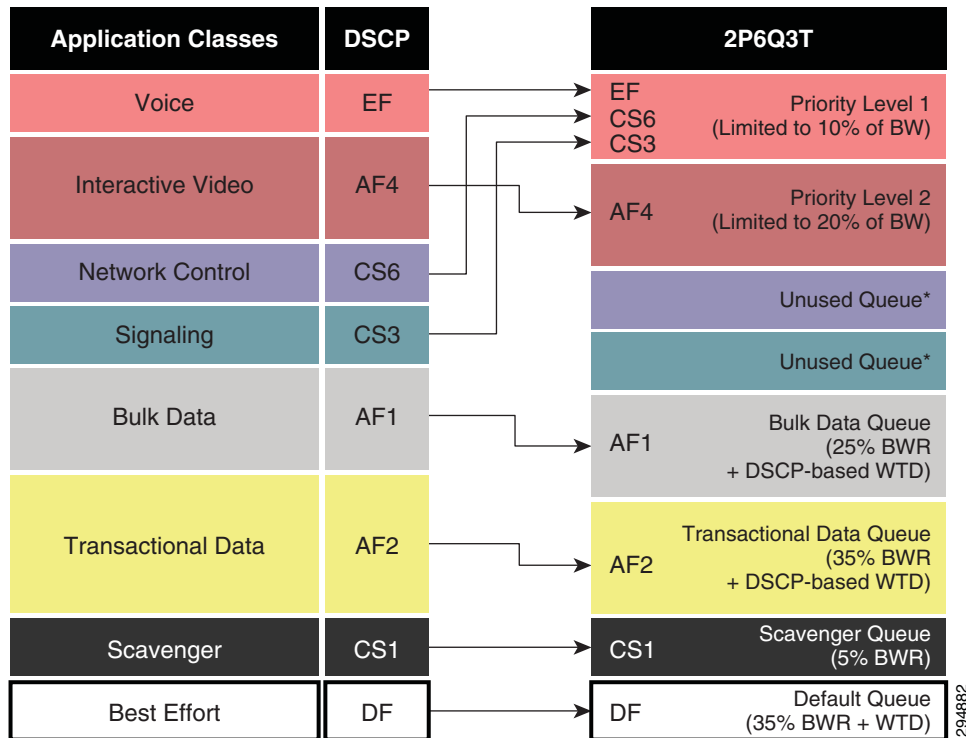 Application Classes DSCP 2P6Q3T
Voice EF
EF
CS6
CS3
Priority Level 1
(Limited to 10% of BW)
Interactive Video AF4
AF4
Priority Level 2
(Limited to 20% of BW)
Network Control CS6
Unused Queue*
Signaling CS3
Unused Queue*
Bulk Data AF1
AF1
Bulk Data Queue
(25% BWR
+ DSCP-based WTD)
Transactional Data AF2
AF2
Transactional Data Queue
(35% BWR
+ DSCP-based WTD)
Scavenger CS1
CS1
Scavenger Queue
(5% BWR)
Best Effort DF
DF
Default Queue
(35% BWR + WTD)
294882